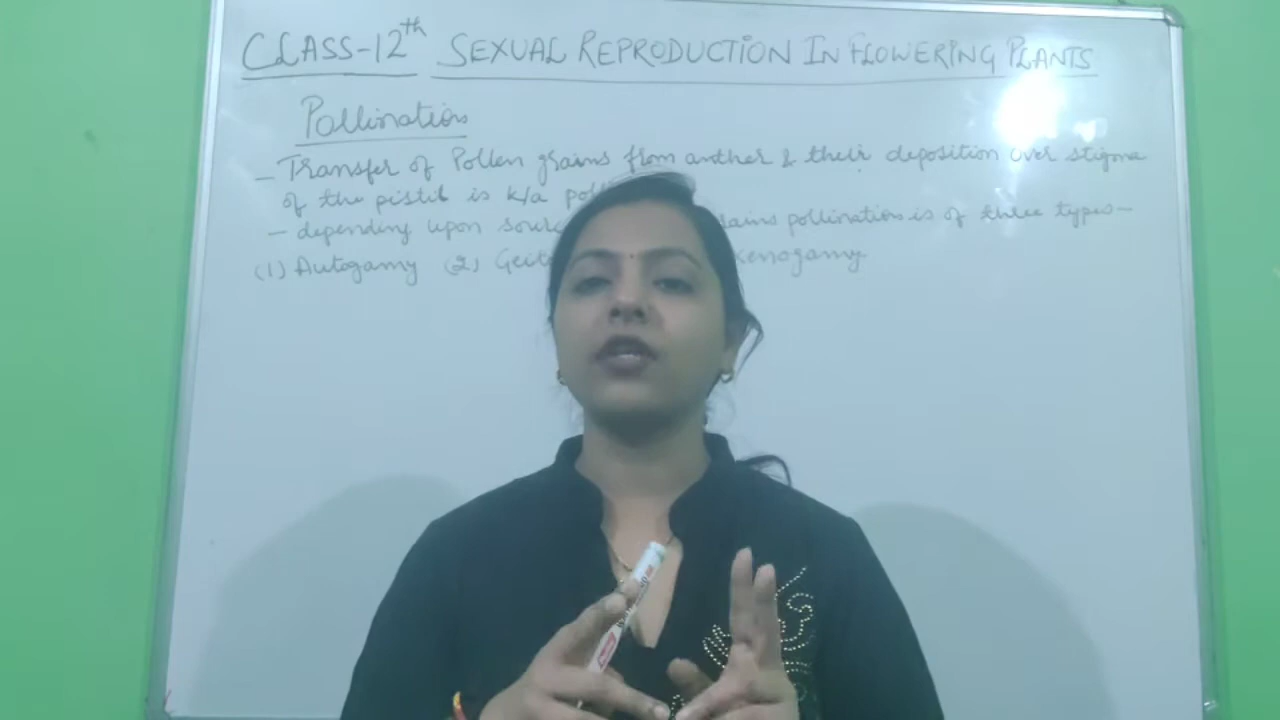 CLASS-12th SEXUAL REPRODUCTION IN FLOWERING PLANTS
Pollination
- Transfer of Pollen grains from anther & their deposition over stigma
of the pistil is k/a
- depending upon pollination is of three types-
(1) Autogamy (2) xenogamy